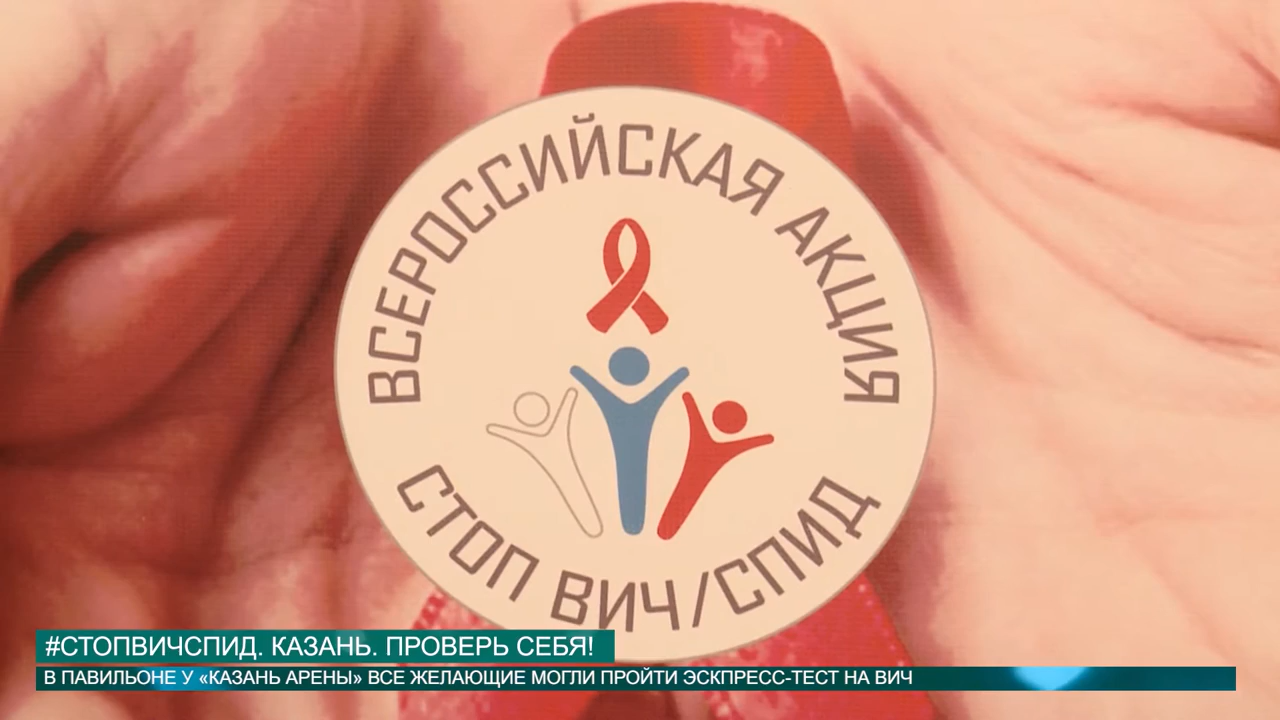 ВСЕРОССИЙСКАЯ АКЦИЯ
СТОП ВИЧ/СПИД
#СТОПВИЧСПИД. КАЗАНЬ. ПРОВЕРЬ СЕБЯ!
В ПАВИЛЬОНЕ У «КАЗАНЬ АРЕНЫ» ВСЕ ЖЕЛАЮЩИЕ МОГЛИ ПРОЙТИ ЭСКПРЕСС-ТЕСТ НА ВИЧ